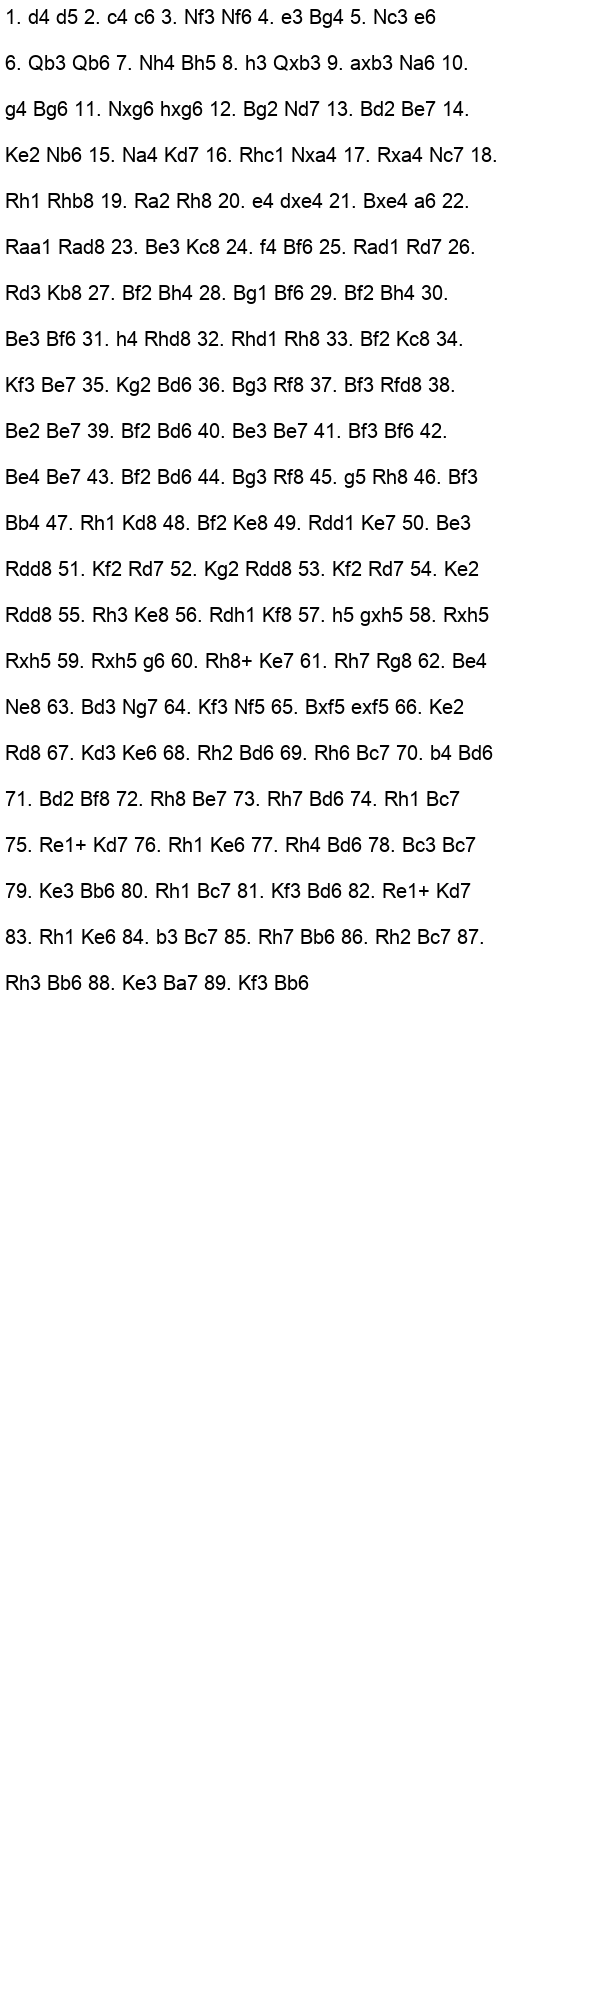 1. d4 d5 2. c4 c6 3. Nf3 Nf6 4. e3 Bg4 5. Nc3 e6
6. Qb3 Qb6 7. Nh4 Bh5 8. h3 Qxb3 9. axb3 Na6 10.
g4 Bg6 11. Nxg6 hxg6 12. Bg2 Nd7 13. Bd2 Be7 14.
Ke2 Nb6 15. Na4 Kd7 16. Rhc1 Nxa4 17. Rxa4 Nc7 18.
Rh1 Rhb8 19. Ra2 Rh8 20. e4 dxe4 21. Bxe4 a6 22.
Raa1 Rad8 23. Be3 Kc8 24. f4 Bf6 25. Rad1 Rd7 26.
Rd3 Kb8 27. Bf2 Bh4 28. Bg1 Bf6 29. Bf2 Bh4 30.
Be3 Bf6 31. h4 Rhd8 32. Rhd1 Rh8 33. Bf2 Kc8 34.
Kf3 Be7 35. Kg2 Bd6 36. Bg3 Rf8 37. Bf3 Rfd8 38.
Be2 Be7 39. Bf2 Bd6 40. Be3 Be7 41. Bf3 Bf6 42.
Be4 Be7 43. Bf2 Bd6 44. Bg3 Rf8 45. g5 Rh8 46. Bf3
Bb4 47. Rh1 Kd8 48. Bf2 Ke8 49. Rdd1 Ke7 50. Be3
Rdd8 51. Kf2 Rd7 52. Kg2 Rdd8 53. Kf2 Rd7 54. Ke2
Rdd8 55. Rh3 Ke8 56. Rdh1 Kf8 57. h5 gxh5 58. Rxh5
Rxh5 59. Rxh5 g6 60. Rh8+ Ke7 61. Rh7 Rg8 62. Be4
Ne8 63. Bd3 Ng7 64. Kf3 Nf5 65. Bxf5 exf5 66. Ke2
Rd8 67. Kd3 Ke6 68. Rh2 Bd6 69. Rh6 Bc7 70. b4 Bd6
71. Bd2 Bf8 72. Rh8 Be7 73. Rh7 Bd6 74. Rh1 Bc7
75. Re1+ Kd7 76. Rh1 Ke6 77. Rh4 Bd6 78. Bc3 Bc7
79. Ke3 Bb6 80. Rh1 Bc7 81. Kf3 Bd6 82. Re1+ Kd7
83. Rh1 Ke6 84. b3 Bc7 85. Rh7 Bb6 86. Rh2 Bc7 87.
Rh3 Bb6 88. Ke3 Ba7 89. Kf3 Bb6